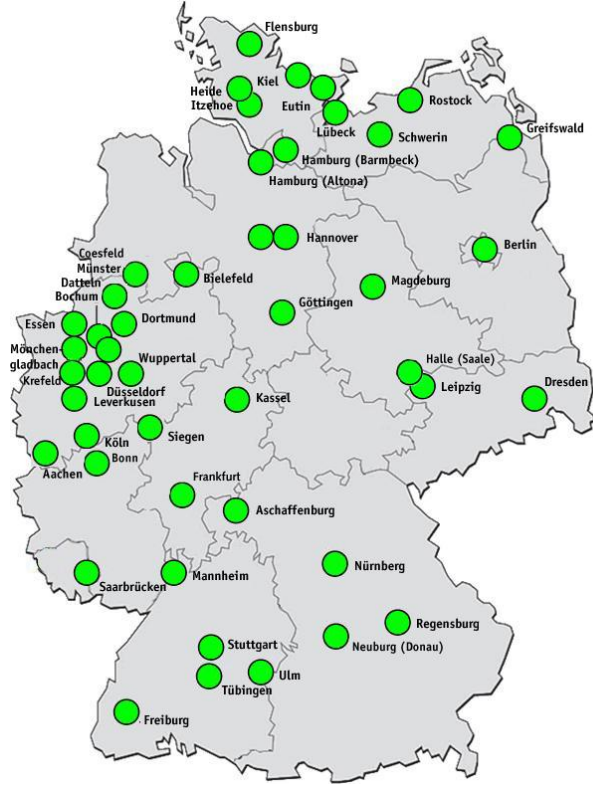 Flensburg
Kiel
Heide
Itzehoe
Eutin
Rostock
Lübeck
Schwerin
Greifswald
Hamburg (Barmbeck)
Hamburg (Altona)
Hannover
Berlin
Coesfeld
Münster
Bielefeld
Datteln
Bochum
Magdeburg
Göttingen
Essen
Dortmund
Mönchen-
gladbach
Wuppertal
Halle (Saale)
Krefeld
Düsseldorf
Leverkusen
Kassel
Leipzig
Dresden
Köln
Siegen
Bonn
Aachen
Frankfurt
Aschaffenburg
Nürnberg
Saarbrücken
Mannheim
Regensburg
Stuttgart
Neuburg (Donau)
Ulm
Tübingen
Freiburg